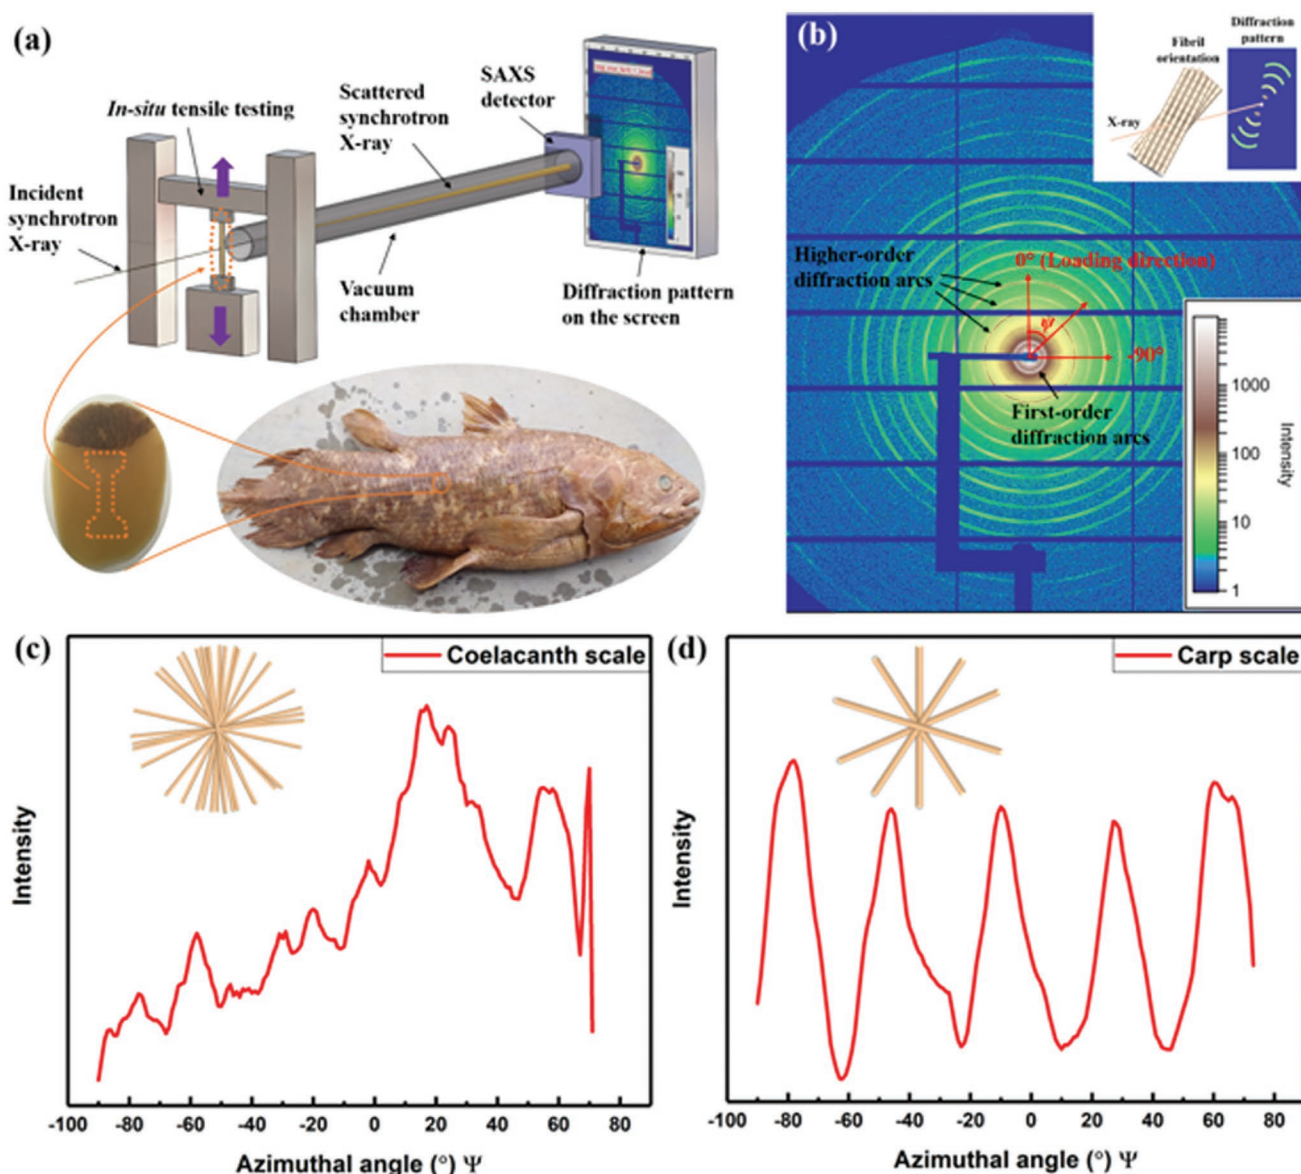 (a)
In-situ tensile testing
Incident
synchrotron
X-ray
Scattered
synchrotron
X-ray
SAXS
detector
Vacuum
chamber
Diffraction pattern
on the screen
(b)
Fibril
orientation
Diffraction
pattern
X-ray
Higher-order
diffraction arcs
0° (Loading direction)
ψ
-90°
First-order
diffraction arcs
1000
100
10
1
Intensity
(c)
Coelacanth scale
Intensity
-100 -80 -60 -40 -20 0 20 40 60 80
Azimuthal angle (°) Ψ
(d)
Carp scale
Intensity
-100 -80 -60 -40 -20 0 20 40 60 80
Azimuthal angle (°) Ψ